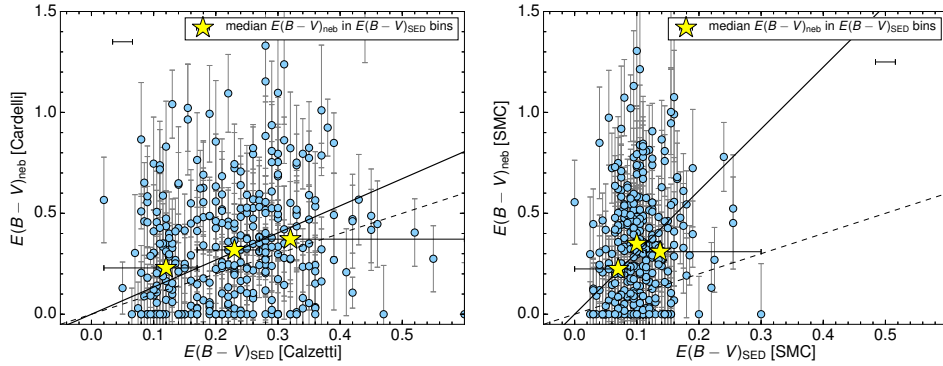 median E(B − V)neb in E(B − V)SED bins
1.5
1.0
0.5
0.0
E(B − V)neb [Cardelli]
0.0 0.1 0.2 0.3 0.4 0.5
E(B − V)SED [Calzetti]
median E(B − V)neb in E(B − V)SED bins
1.5
1.0
0.5
0.0
E(B − V)neb [SMC]
0.0 0.1 0.2 0.3 0.4 0.5
E(B − V)SED [SMC]